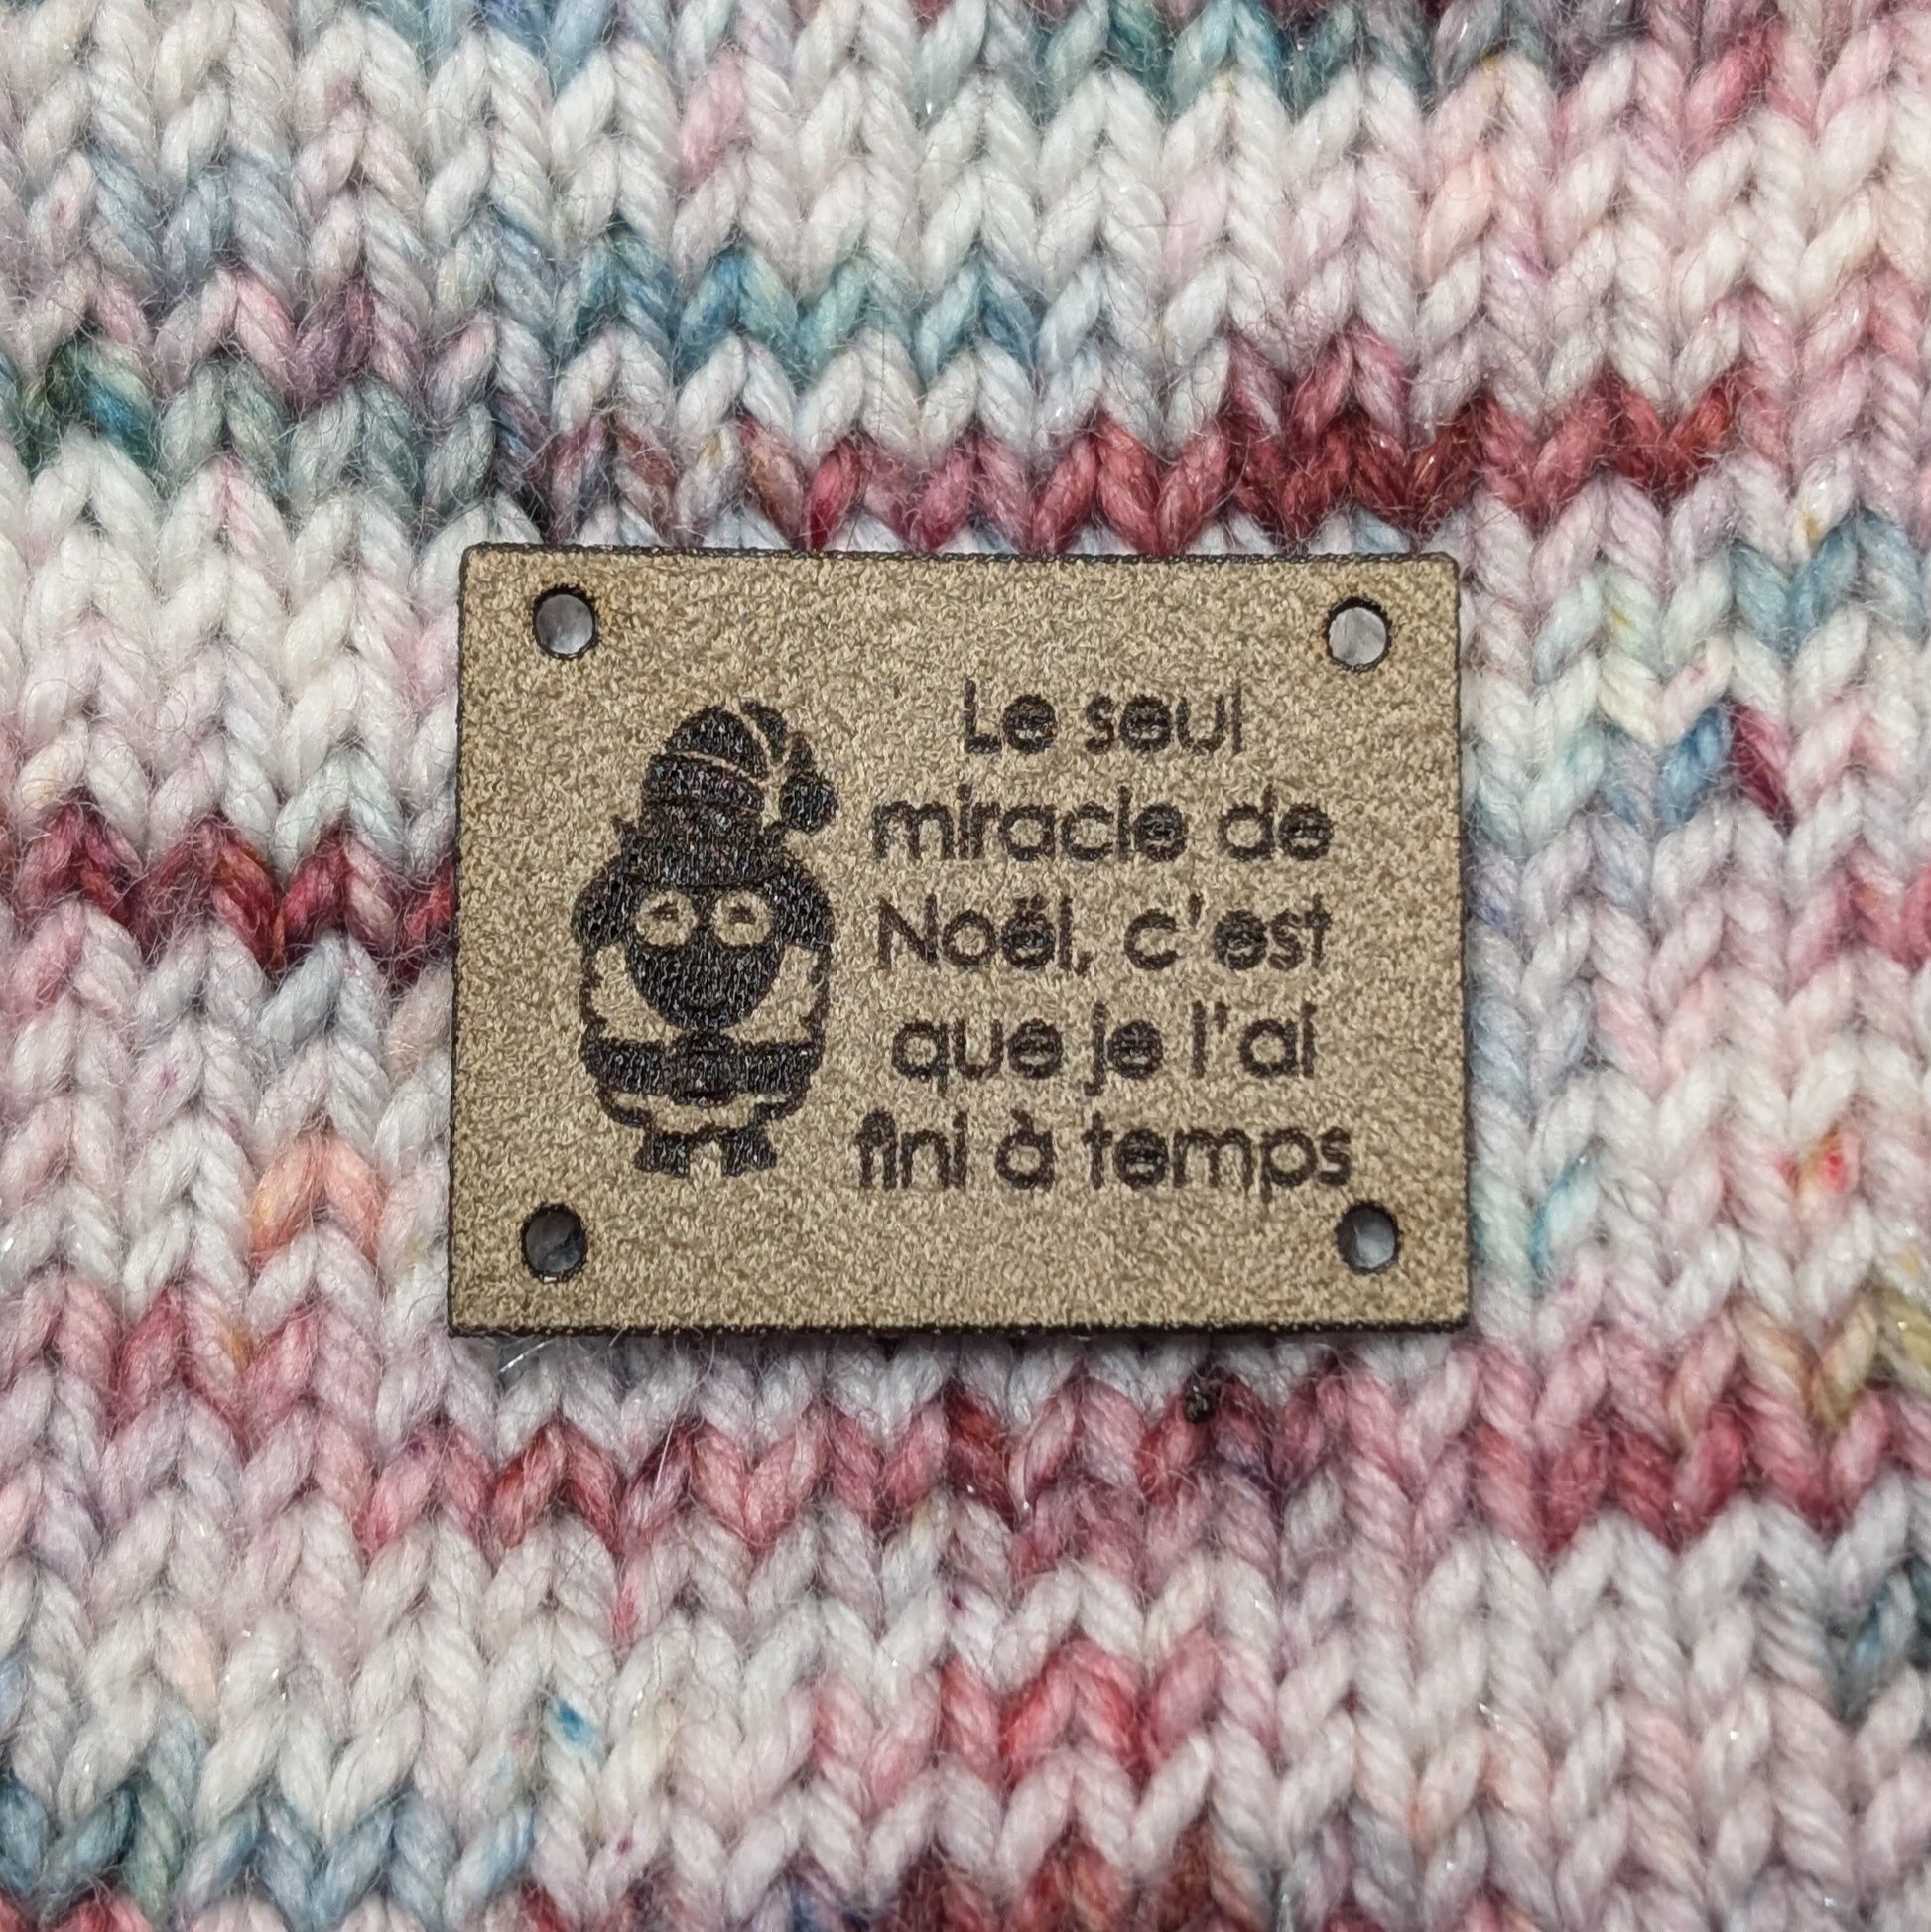 Le seul
miracle de
Noël, c'est
que je l'ai
fini à temps